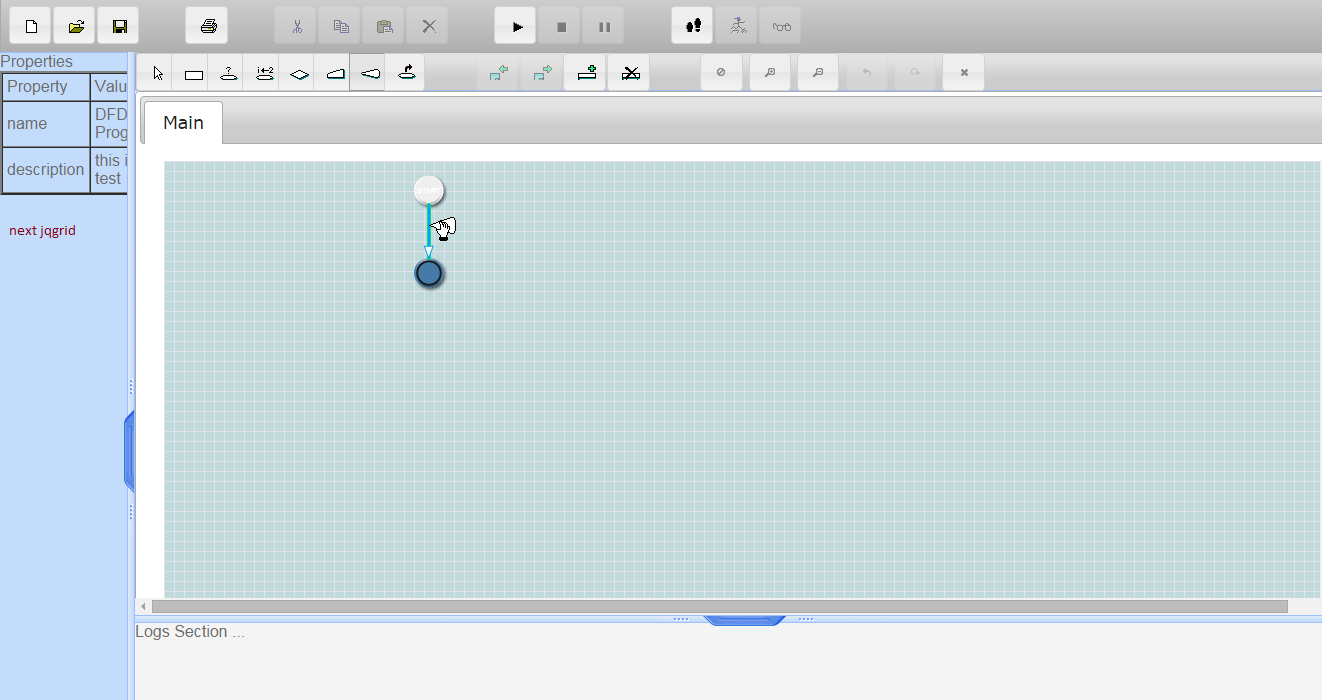 Properties
Property Valu
name DFD
Prog
description this i
test
next jqgrid
Main
START
Logs Section ...